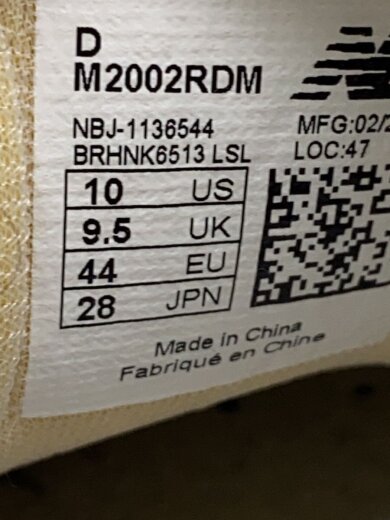 D
M2002RDM
NBJ-1136544
MFG:02/2
BRHNK6513 LSL
LOC:47
10 US
9.5 UK
44 EU
28 JPN
Made in China
Fabriqué en Chine